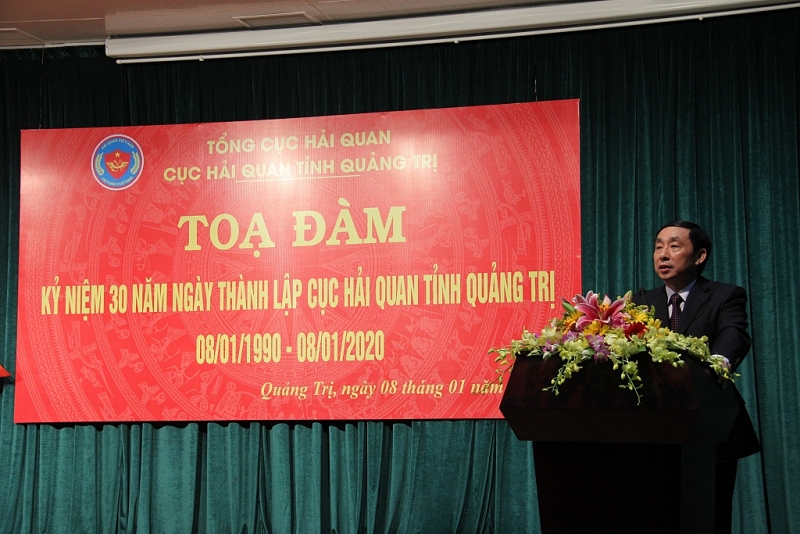 TỔNG CỤC HẢI QUAN
CỤC HẢI QUAN TỈNH QUẢNG TRỊ
TOẠ ĐÀM
KỶ NIỆM 30 NĂM NGÀY THÀNH LẬP CỤC HẢI QUAN TỈNH QUẢNG TRỊ
08/01/1990 - 08/01/2020
Quảng Trị, ngày 08 tháng 01 năm